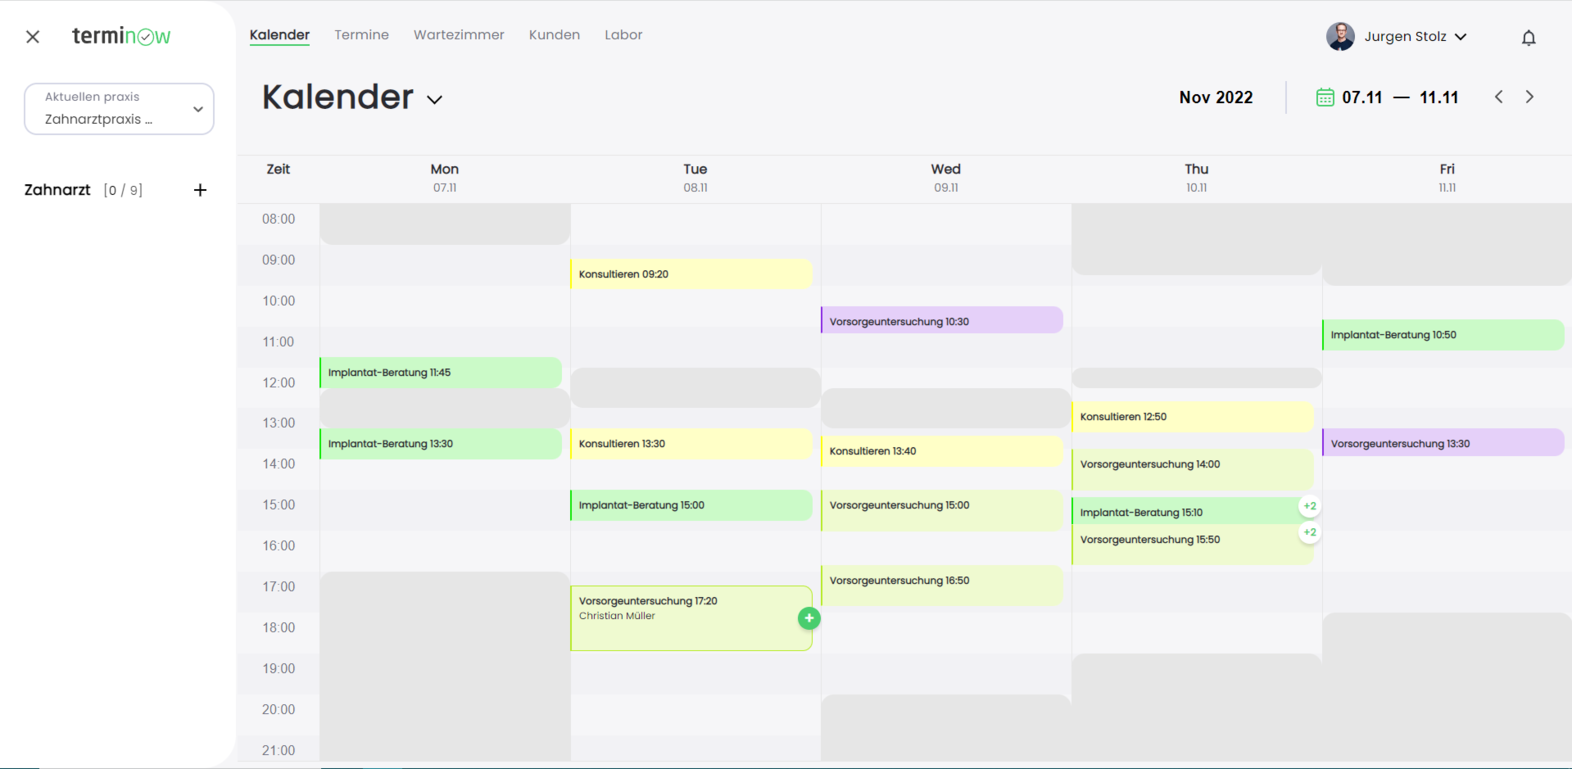 terminow
Kalender Termine Wartezimmer Kunden Labor
Jurgen Stolz
Aktuellen praxis
Zahnarztpraxis ...
Zahnarzt [0 / 9] +
Kalender
Nov 2022
07.11 — 11.11
Zeit
Mon
07.11
Tue
08.11
Wed
09.11
Thu
10.11
Fri
11.11
08:00
09:00
Konsultieren 09:20
10:00
Vorsorgeuntersuchung 10:30
11:00
Implantat-Beratung 10:50
Implantat-Beratung 11:45
12:00
Konsultieren 12:50
13:00
Implantat-Beratung 13:30
Konsultieren 13:30
Konsultieren 13:40
Vorsorgeuntersuchung 13:30
14:00
Vorsorgeuntersuchung 14:00
15:00
Implantat-Beratung 15:00
Vorsorgeuntersuchung 15:00
Implantat-Beratung 15:10
+2
Vorsorgeuntersuchung 15:50
+2
16:00
Vorsorgeuntersuchung 16:50
17:00
Vorsorgeuntersuchung 17:20
Christian Müller
+
18:00
19:00
20:00
21:00